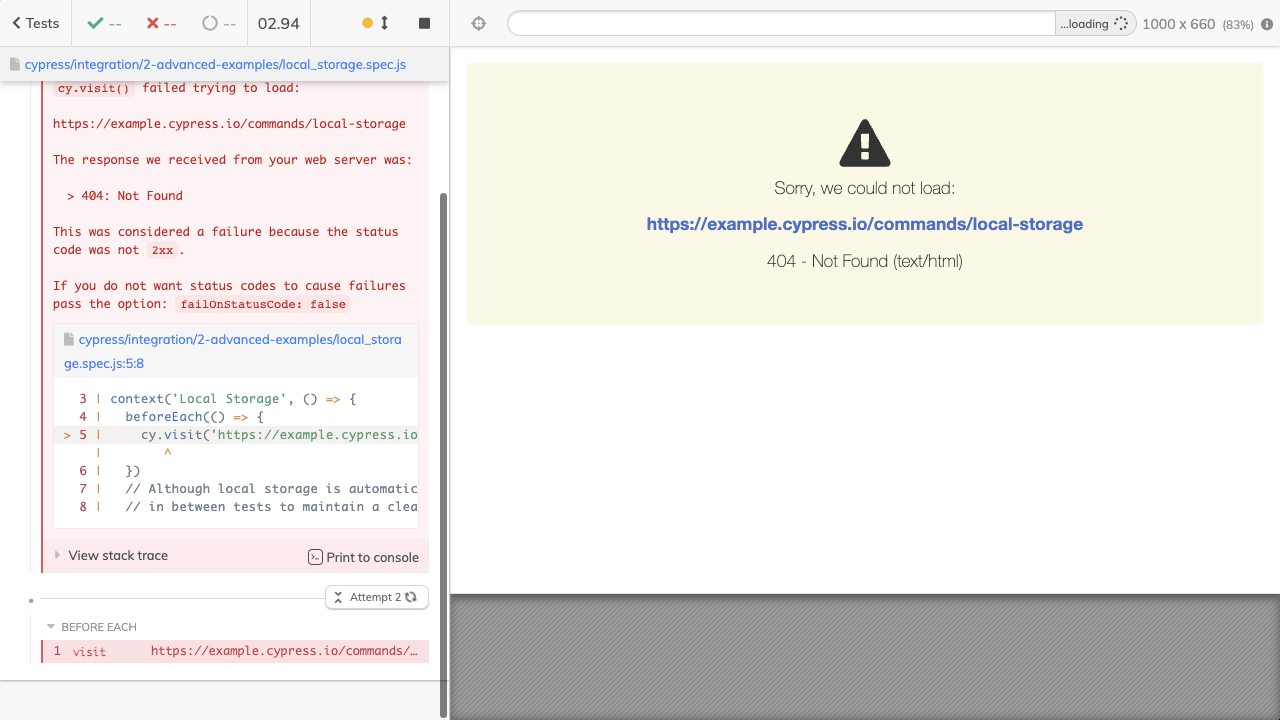 Tests
--
--
--
02.94
...loading
1000 x 660 (83%)
cypress/integration/2-advanced-examples/local_storage.spec.js
cy.visit() failed trying to load:
https://example.cypress.io/commands/local-storage
The response we received from your web server was:
> 404: Not Found
This was considered a failure because the status
code was not 2xx.
If you do not want status codes to cause failures
pass the option: failOnStatusCode: false
cypress/integration/2-advanced-examples/local_stora
ge.spec.js:5:8
3 | context('Local Storage', () => {
4 |   beforeEach(() => {
> 5 |     cy.visit('https://example.cypress.io
|        ^
6 |   })
7 |   // Although local storage is automatic
8 |   // in between tests to maintain a clea
View stack trace
Print to console
Attempt 2
BEFORE EACH
1 visit https://example.cypress.io/commands/…
Sorry, we could not load:
https://example.cypress.io/commands/local-storage
404 - Not Found (text/html)